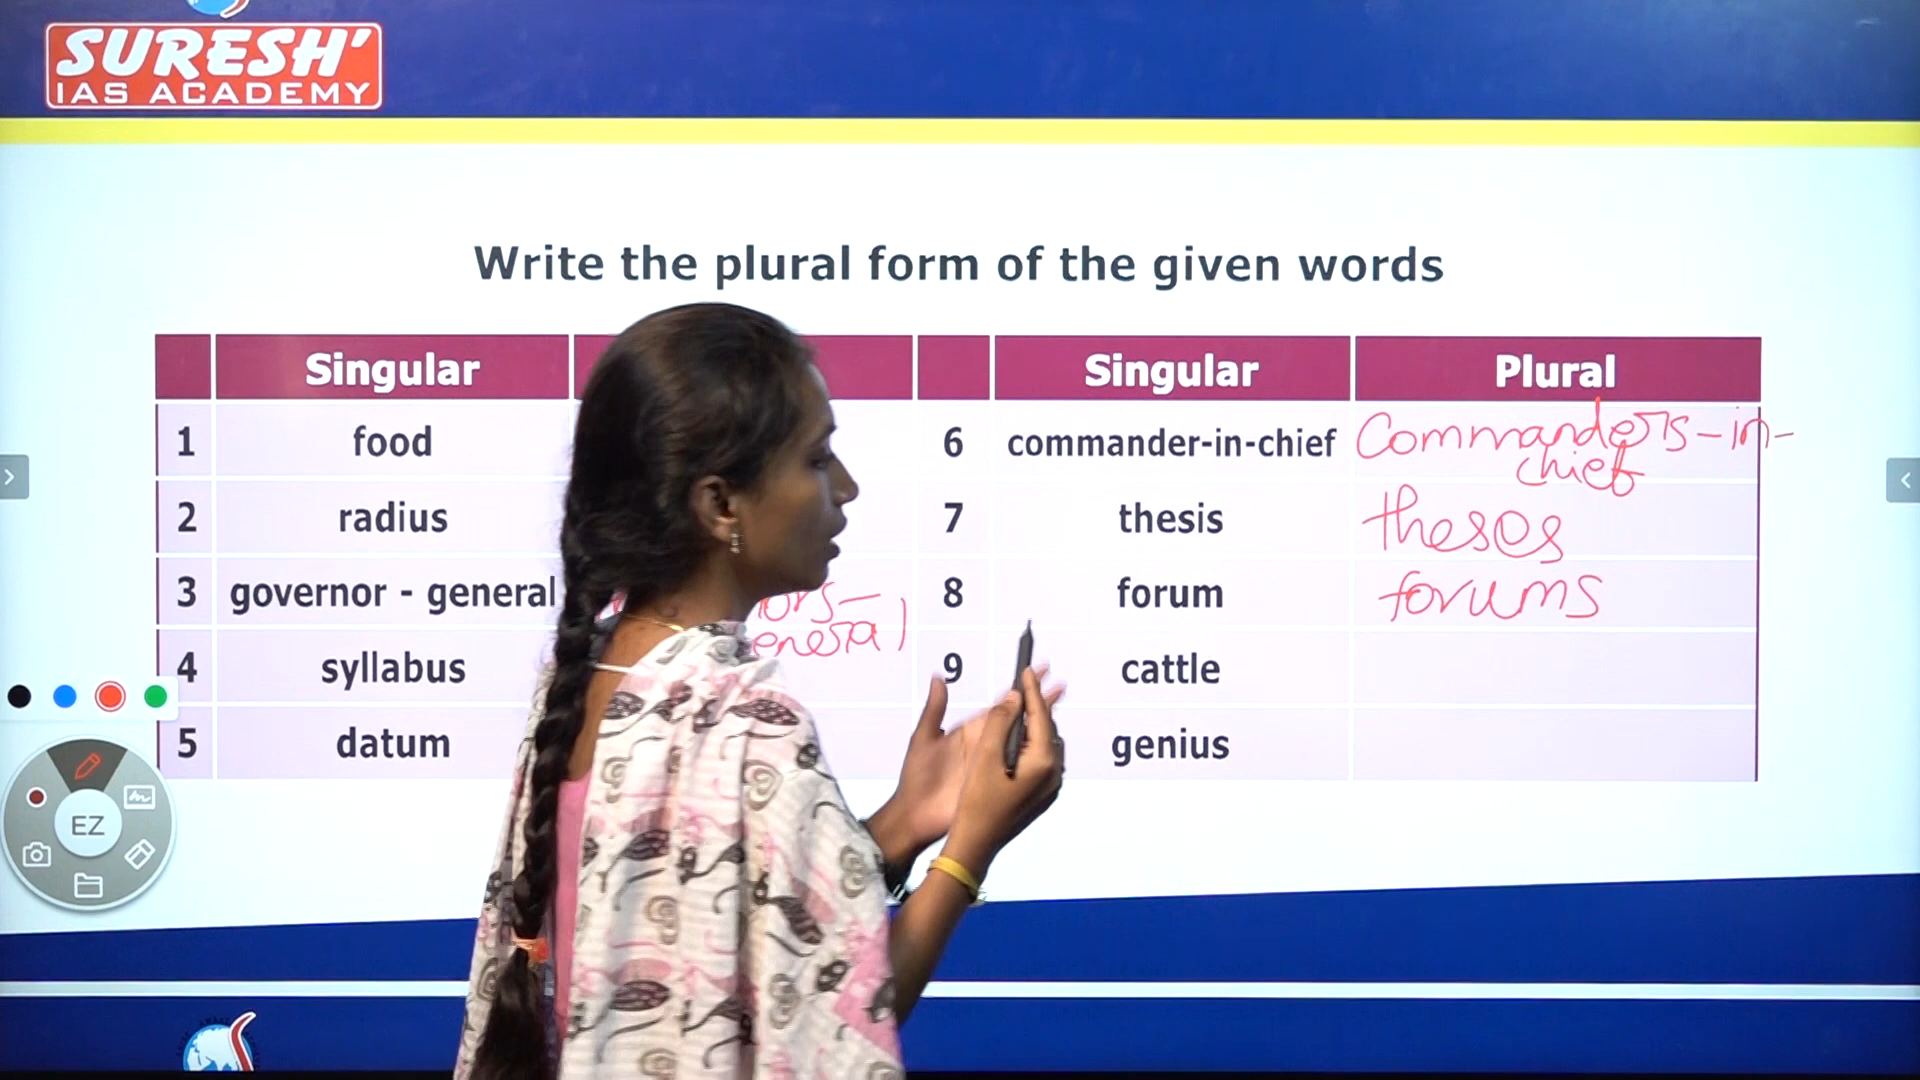 SURESH'
IAS ACADEMY
Write the plural form of the given words
Singular Singular Plural
1 food 6 commander-in-chief Commanders-in-
chief
2 radius 7 thesis theses
3 governor - general 8 forum forums
4 syllabus 9 cattle
5 datum genius
EZ